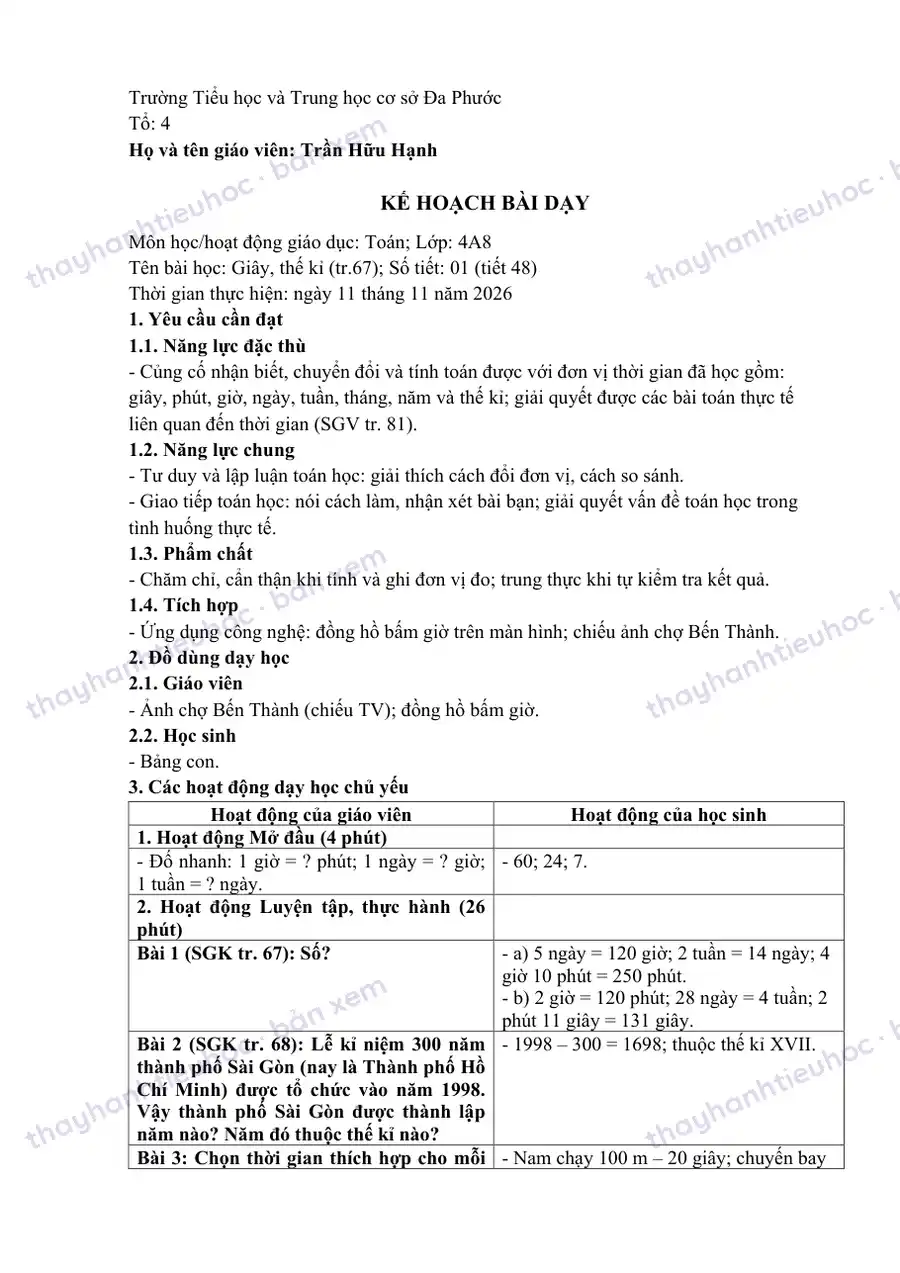 Trường Tiểu học và Trung học cơ sở Đa Phước
Tổ: 4
Họ và tên giáo viên: Trần Hữu Hạnh
KẾ HOẠCH BÀI DẠY
Môn học/hoạt động giáo dục: Toán; Lớp: 4A8
Tên bài học: Giây, thế kỉ (tr.67); Số tiết: 01 (tiết 48)
Thời gian thực hiện: ngày 11 tháng 11 năm 2026
1. Yêu cầu cần đạt
1.1. Năng lực đặc thù
- Củng cố nhận biết, chuyển đổi và tính toán được với đơn vị thời gian đã học gồm:
giây, phút, giờ, ngày, tuần, tháng, năm và thế kỉ; giải quyết được các bài toán thực tế
liên quan đến thời gian (SGV tr. 81).
1.2. Năng lực chung
- Tư duy và lập luận toán học: giải thích cách đổi đơn vị, cách so sánh.
- Giao tiếp toán học: nói cách làm, nhận xét bài bạn; giải quyết vấn đề toán học trong
tình huống thực tế.
1.3. Phẩm chất
- Chăm chỉ, cẩn thận khi tính và ghi đơn vị đo; trung thực khi tự kiểm tra kết quả.
1.4. Tích hợp
- Ứng dụng công nghệ: đồng hồ bấm giờ trên màn hình; chiếu ảnh chợ Bến Thành.
2. Đồ dùng dạy học
2.1. Giáo viên
- Ảnh chợ Bến Thành (chiếu TV); đồng hồ bấm giờ.
2.2. Học sinh
- Bảng con.
3. Các hoạt động dạy học chủ yếu
Hoạt động của giáo viên
Hoạt động của học sinh
1. Hoạt động Mở đầu (4 phút)
- Đố nhanh: 1 giờ = ? phút; 1 ngày = ? giờ;
1 tuần = ? ngày.
- 60; 24; 7.
2. Hoạt động Luyện tập, thực hành (26
phút)
Bài 1 (SGK tr. 67): Số?
- a) 5 ngày = 120 giờ; 2 tuần = 14 ngày; 4
giờ 10 phút = 250 phút.
- b) 2 giờ = 120 phút; 28 ngày = 4 tuần; 2
phút 11 giây = 131 giây.
Bài 2 (SGK tr. 68): Lễ kỉ niệm 300 năm
thành phố Sài Gòn (nay là Thành phố Hồ
Chí Minh) được tổ chức vào năm 1998.
Vậy thành phố Sài Gòn được thành lập
năm nào? Năm đó thuộc thế kỉ nào?
- 1998 – 300 = 1698; thuộc thế kỉ XVII.
Bài 3: Chọn thời gian thích hợp cho mỗi
- Nam chạy 100 m – 20 giây; chuyến bay
thayhanhtieuhoc · bản xem
thayhanhtieuhoc · b
thayhanhtieuhoc · bản xem
thayhanhtieuhoc · b
thayhanhtieuhoc · bản xem
thayhanhtieuhoc · b